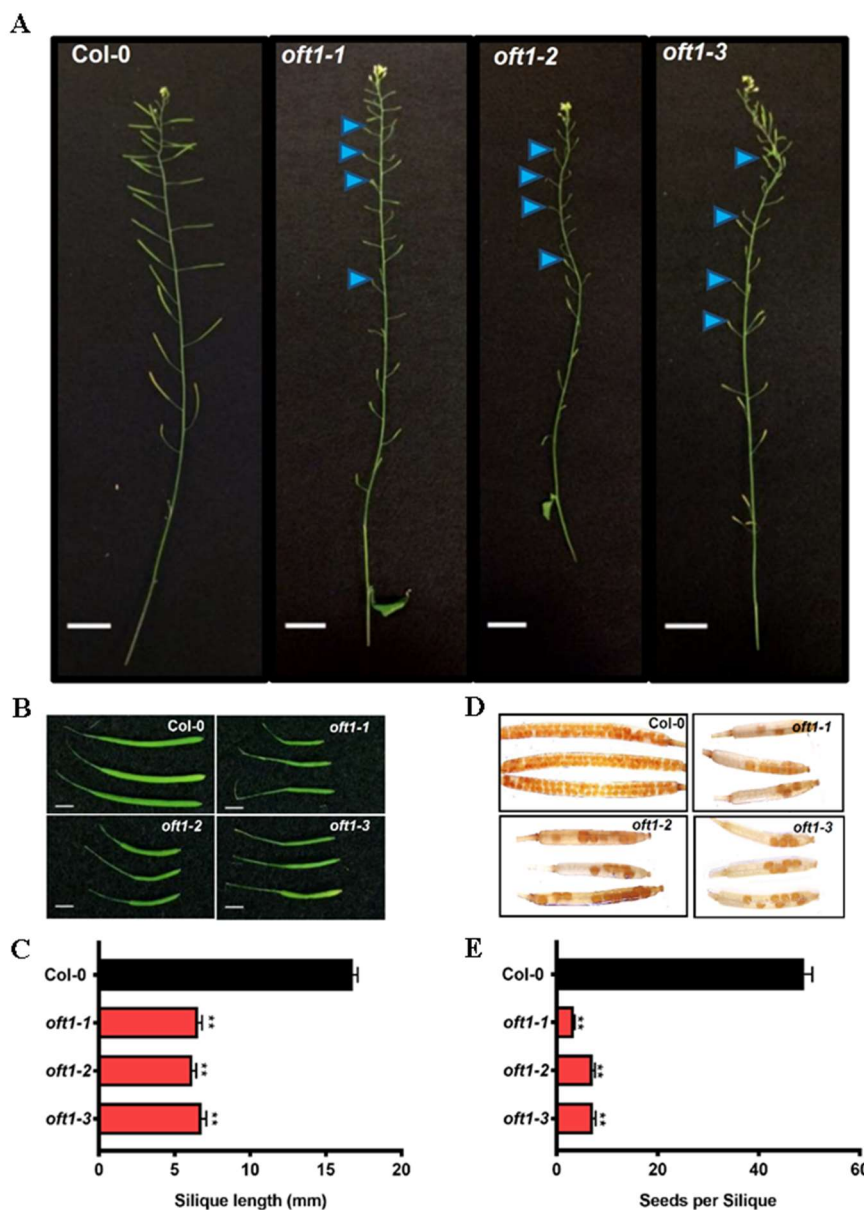 A
Col-0 oft1-1 oft1-2 oft1-3
B
Col-0 oft1-1
oft1-2 oft1-3
D
Col-0 oft1-1
oft1-2 oft1-3
C
Col-0
oft1-1 **
oft1-2 **
oft1-3 **
0 5 10 15 20
Silique length (mm)
E
Col-0
oft1-1 **
oft1-2 **
oft1-3 **
0 20 40 60
Seeds per Silique